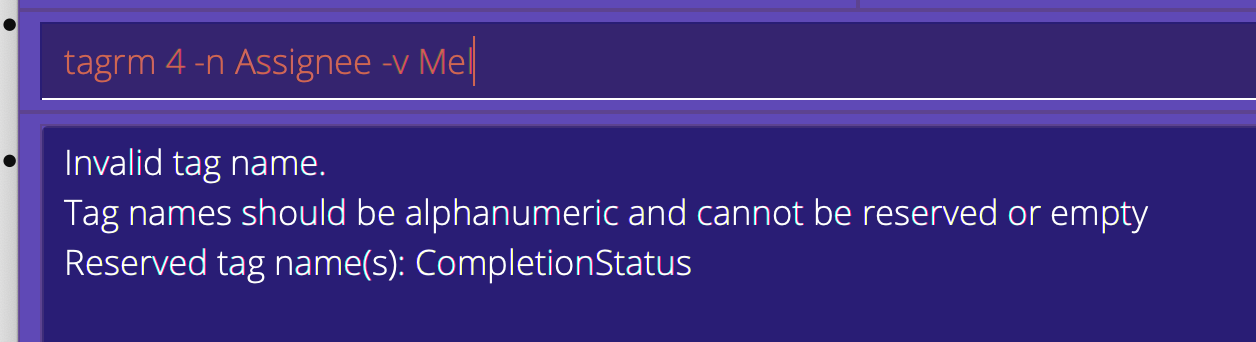 tagrm 4 -n Assignee -v Mel
Invalid tag name.
Tag names should be alphanumeric and cannot be reserved or empty
Reserved tag name(s): CompletionStatus